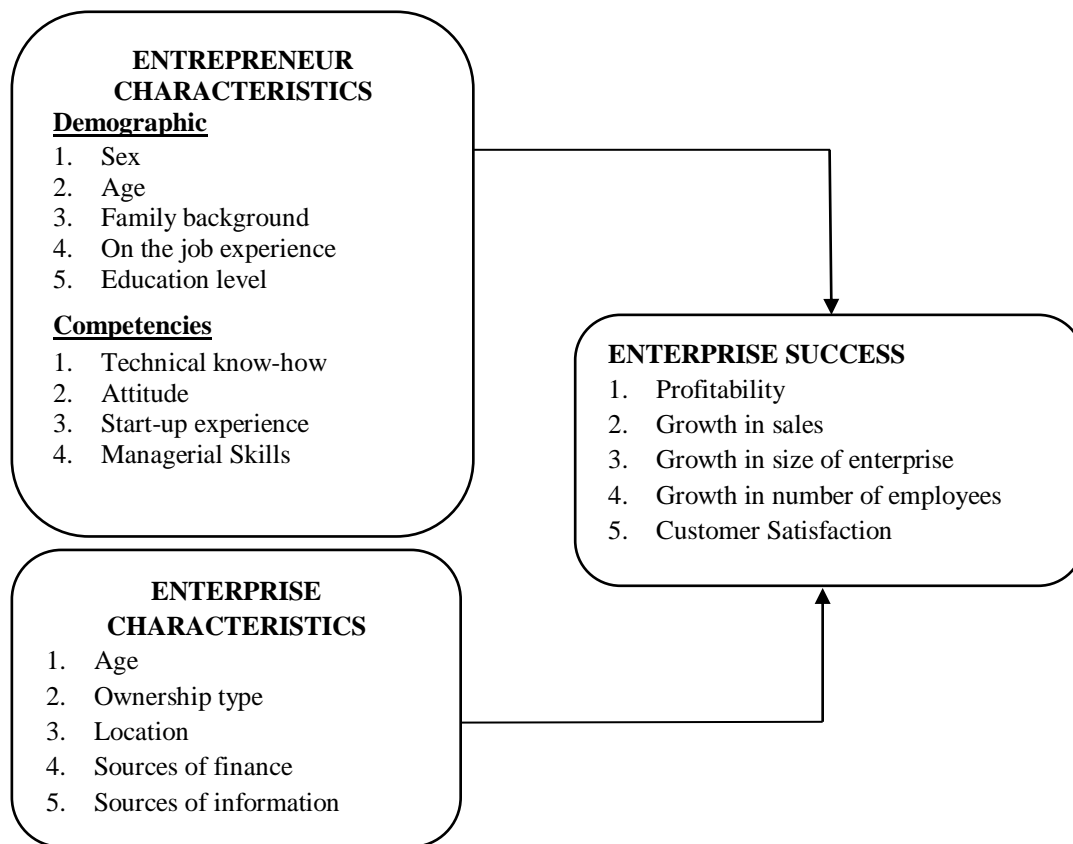 ENTREPRENEUR
CHARACTERISTICS
Demographic
1. Sex
2. Age
3. Family background
4. On the job experience
5. Education level
Competencies
1. Technical know-how
2. Attitude
3. Start-up experience
4. Managerial Skills
ENTERPRISE SUCCESS
1. Profitability
2. Growth in sales
3. Growth in size of enterprise
4. Growth in number of employees
5. Customer Satisfaction
ENTERPRISE
CHARACTERISTICS
1. Age
2. Ownership type
3. Location
4. Sources of finance
5. Sources of information